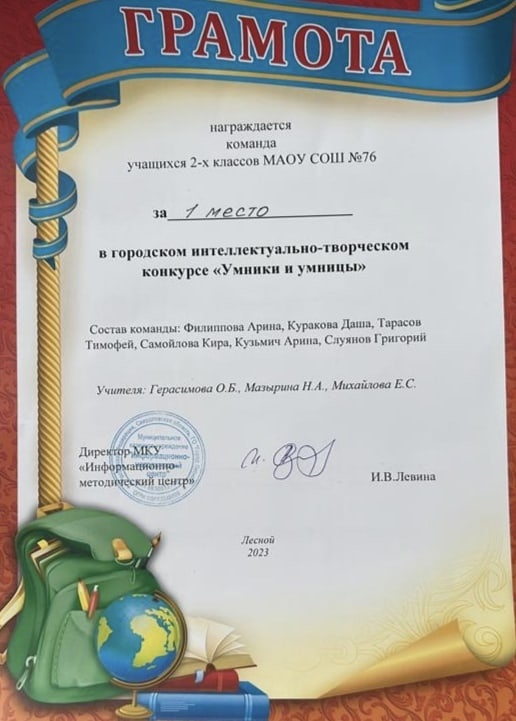 ГРАМОТА
награждается
команда
учащихся 2-х классов МАОУ СОШ №76
за 1 место
в городском интеллектуально-творческом
конкурсе «Умники и умницы»
Состав команды: Филиппова Арина, Куракова Даша, Тарасов
Тимофей, Самойлова Кира, Кузьмич Арина, Слуянов Григорий
Учителя: Герасимова О.Б., Мазырина Н.А., Михайлова Е.С.
Директор МКУ
«Информационно-
методический центр»
И.В.Левина
Муниципальное
Лесной
2023